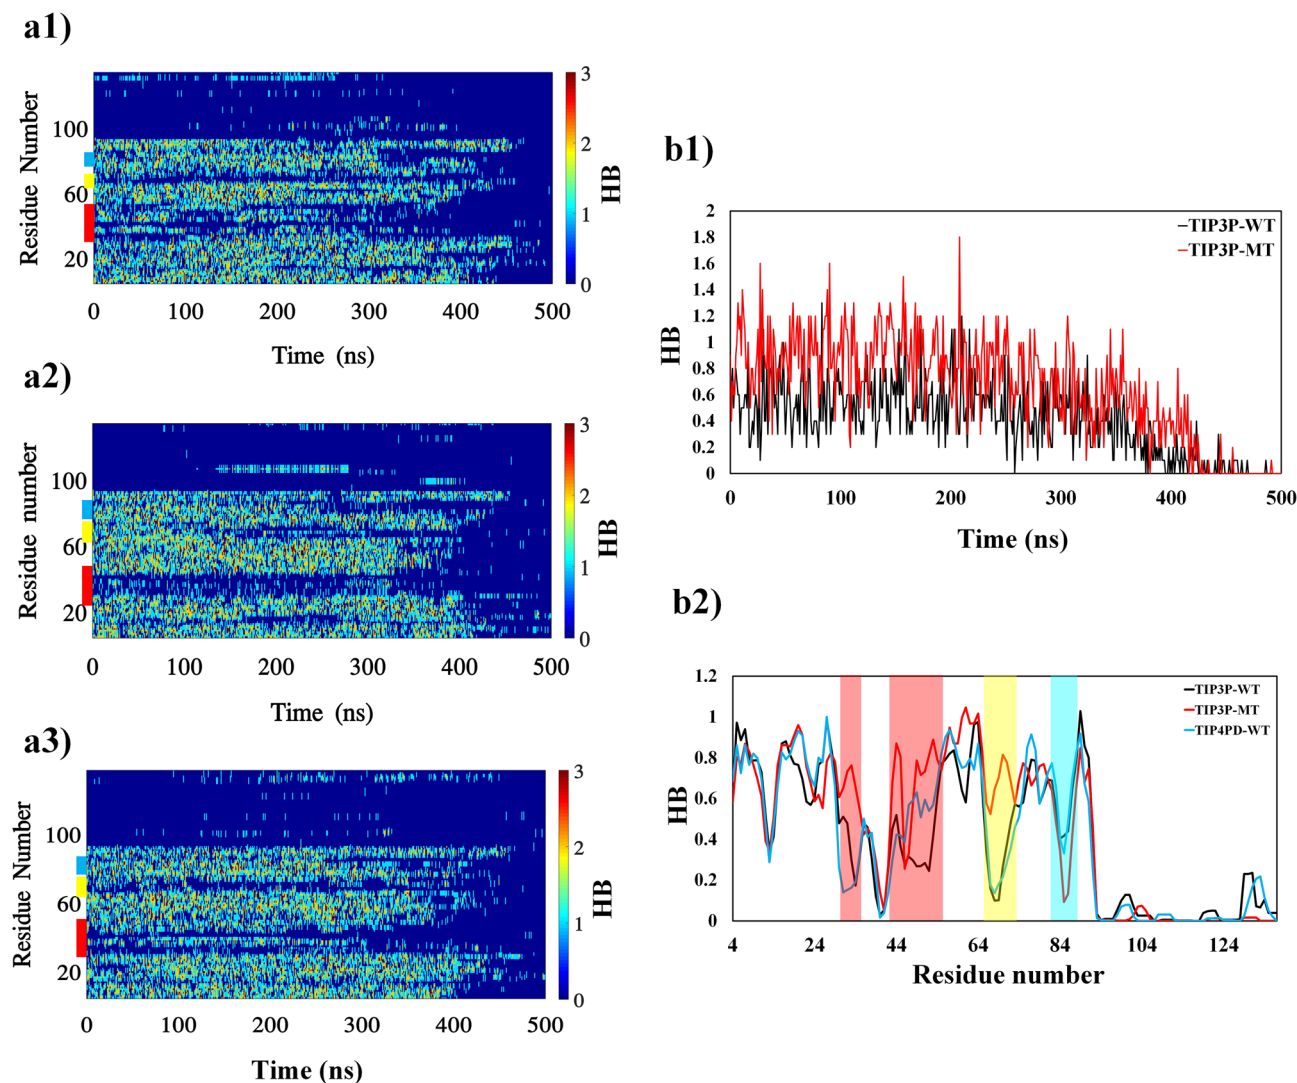 a1)
3
2
1
0
HB
Residue Number
100
60
20
0 100 200 300 400 500
Time (ns)
a2)
3
2
1
0
HB
Residue number
100
60
20
0 100 200 300 400 500
Time (ns)
a3)
3
2
1
0
HB
Residue Number
100
60
20
0 100 200 300 400 500
Time (ns)
b1)
2
1.8
1.6
1.4
1.2
1
0.8
0.6
0.4
0.2
0
HB
TIP3P-WT
TIP3P-MT
0 100 200 300 400 500
Time (ns)
b2)
1.2
1
0.8
0.6
0.4
0.2
0
HB
TIP3P-WT
TIP3P-MT
TIP4PD-WT
4 24 44 64 84 104 124
Residue number